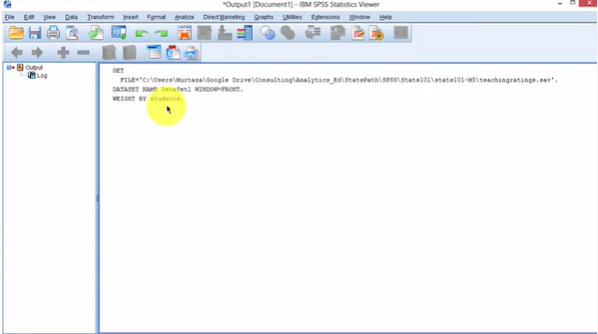 *Output1 [Document1] - IBM SPSS Statistics Viewer
File Edit View Data Transform Insert Format Analyze Direct Marketing Graphs Utilities Extensions Window Help
Output
Log
GET
FILE='C:\Users\Murtaza\Google Drive\Consulting\Analytics_Ed\StatsPath\SPSS\Stats101\stats101-M3\teachingratings.sav'.
DATASET NAME DataSet1 WINDOW=FRONT.
WEIGHT BY students.